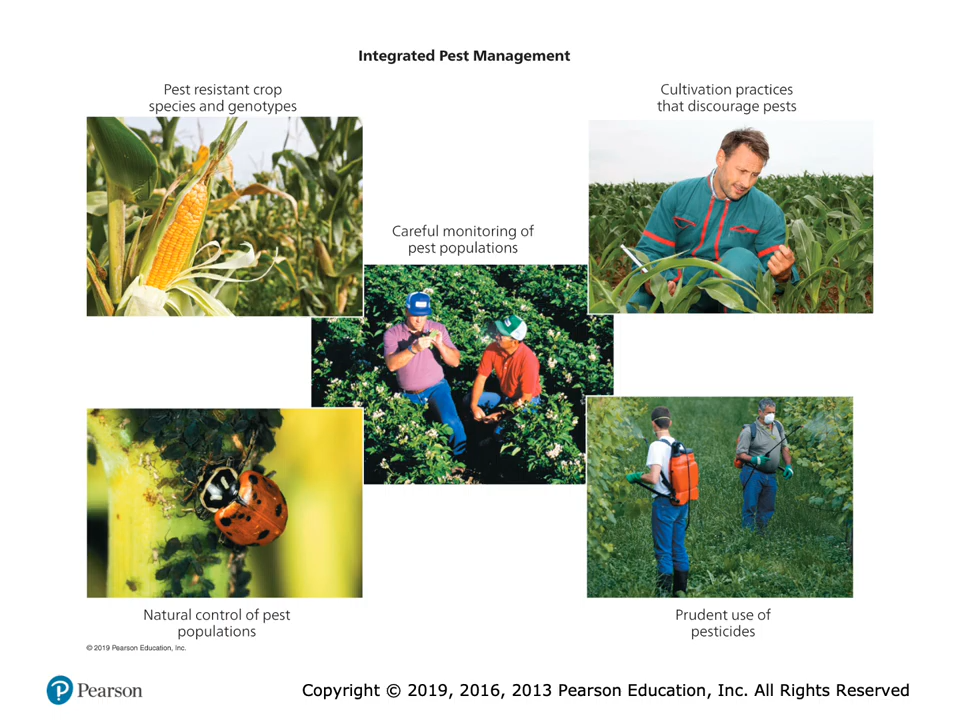 Integrated Pest Management
Pest resistant crop
species and genotypes
Cultivation practices
that discourage pests
Careful monitoring of
pest populations
Natural control of pest
populations
Prudent use of
pesticides
© 2019 Pearson Education, Inc.
Pearson
Copyright © 2019, 2016, 2013 Pearson Education, Inc. All Rights Reserved